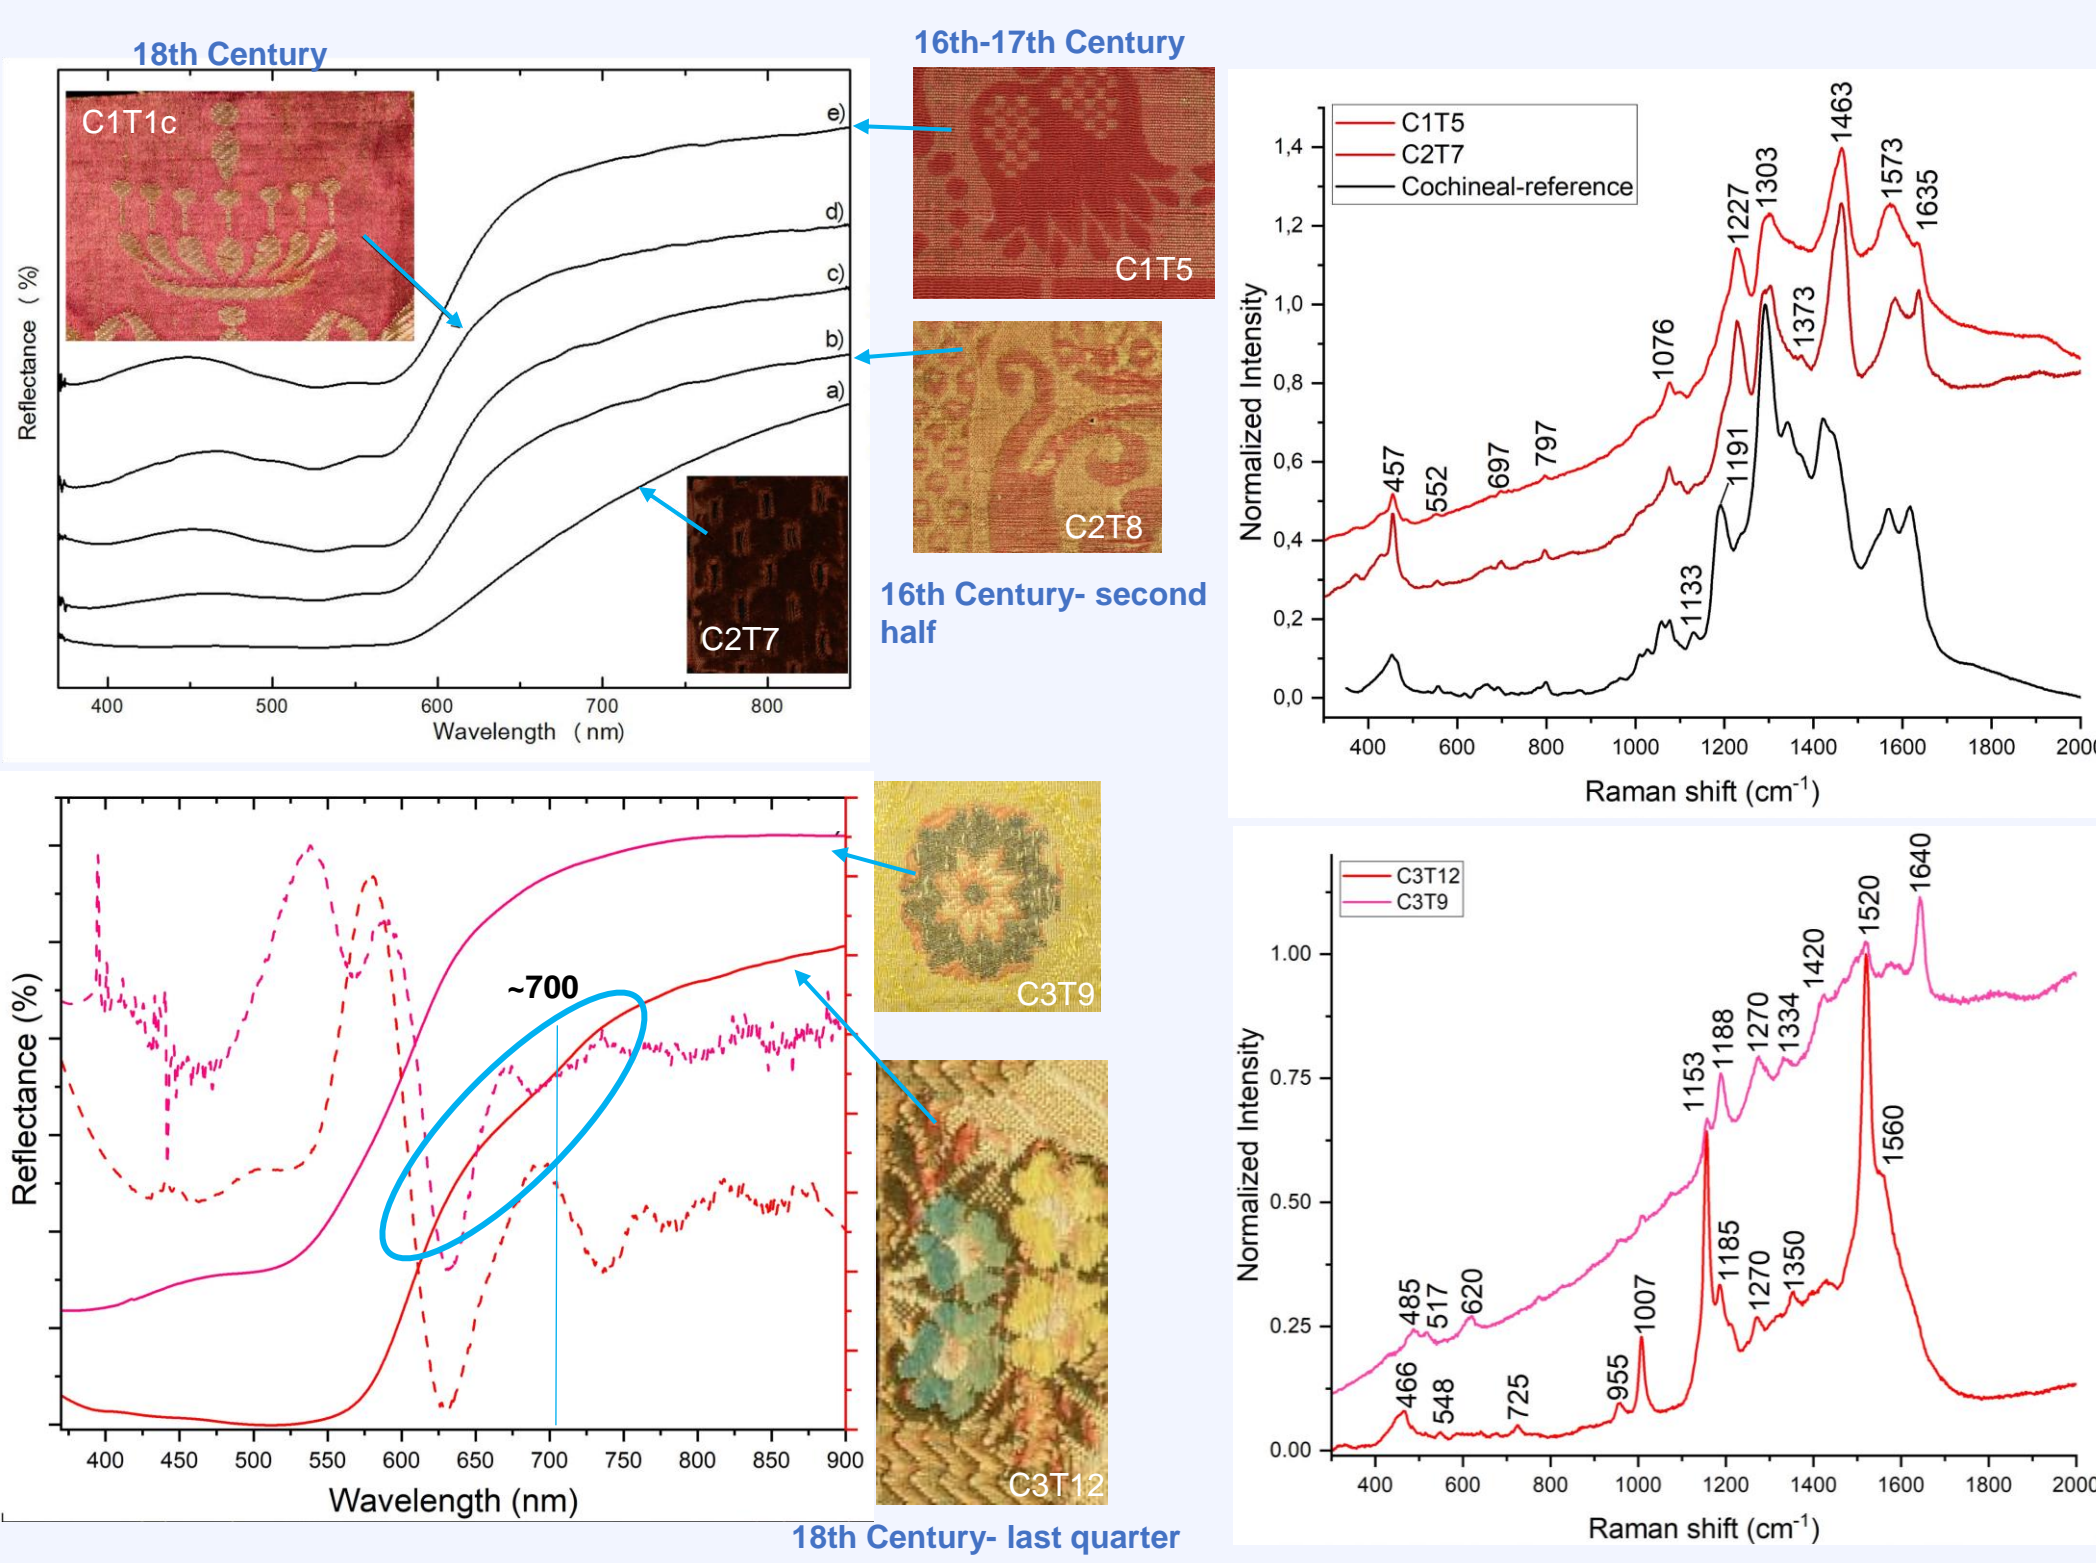 18th Century
C1T1c
e)
d)
c)
b)
a)
C2T7
Reflectance ( %)
400 500 600 700 800
Wavelength ( nm)
16th-17th Century
C1T5
C2T8
16th Century- second
half
C1T5
C2T7
Cochineal-reference
Normalized Intensity
1,4
1,2
1,0
0,8
0,6
0,4
0,2
0,0
457
552
697
797
1076
1133
1191
1227
1303
1373
1463
1573
1635
400 600 800 1000 1200 1400 1600 1800 2000
Raman shift (cm-1)
Reflectance (%)
~700
400 450 500 550 600 650 700 750 800 850 900
Wavelength (nm)
C3T9
C3T12
18th Century- last quarter
C3T12
C3T9
Normalized Intensity
1.00
0.75
0.50
0.25
0.00
485
517
620
1153
1188
1270
1334
1420
1520
1640
466
548
725
955
1007
1185
1270
1350
1560
400 600 800 1000 1200 1400 1600 1800 2000
Raman shift (cm-1)